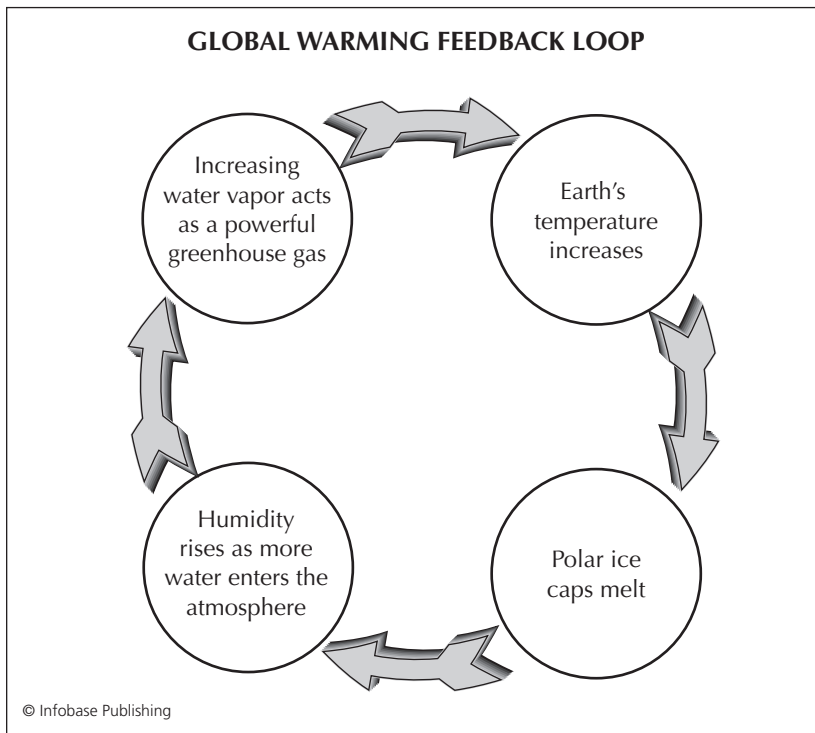 GLOBAL WARMING FEEDBACK LOOP
Increasing
water vapor acts
as a powerful
greenhouse gas
Earth’s
temperature
increases
Humidity
rises as more
water enters the
atmosphere
Polar ice
caps melt
© Infobase Publishing